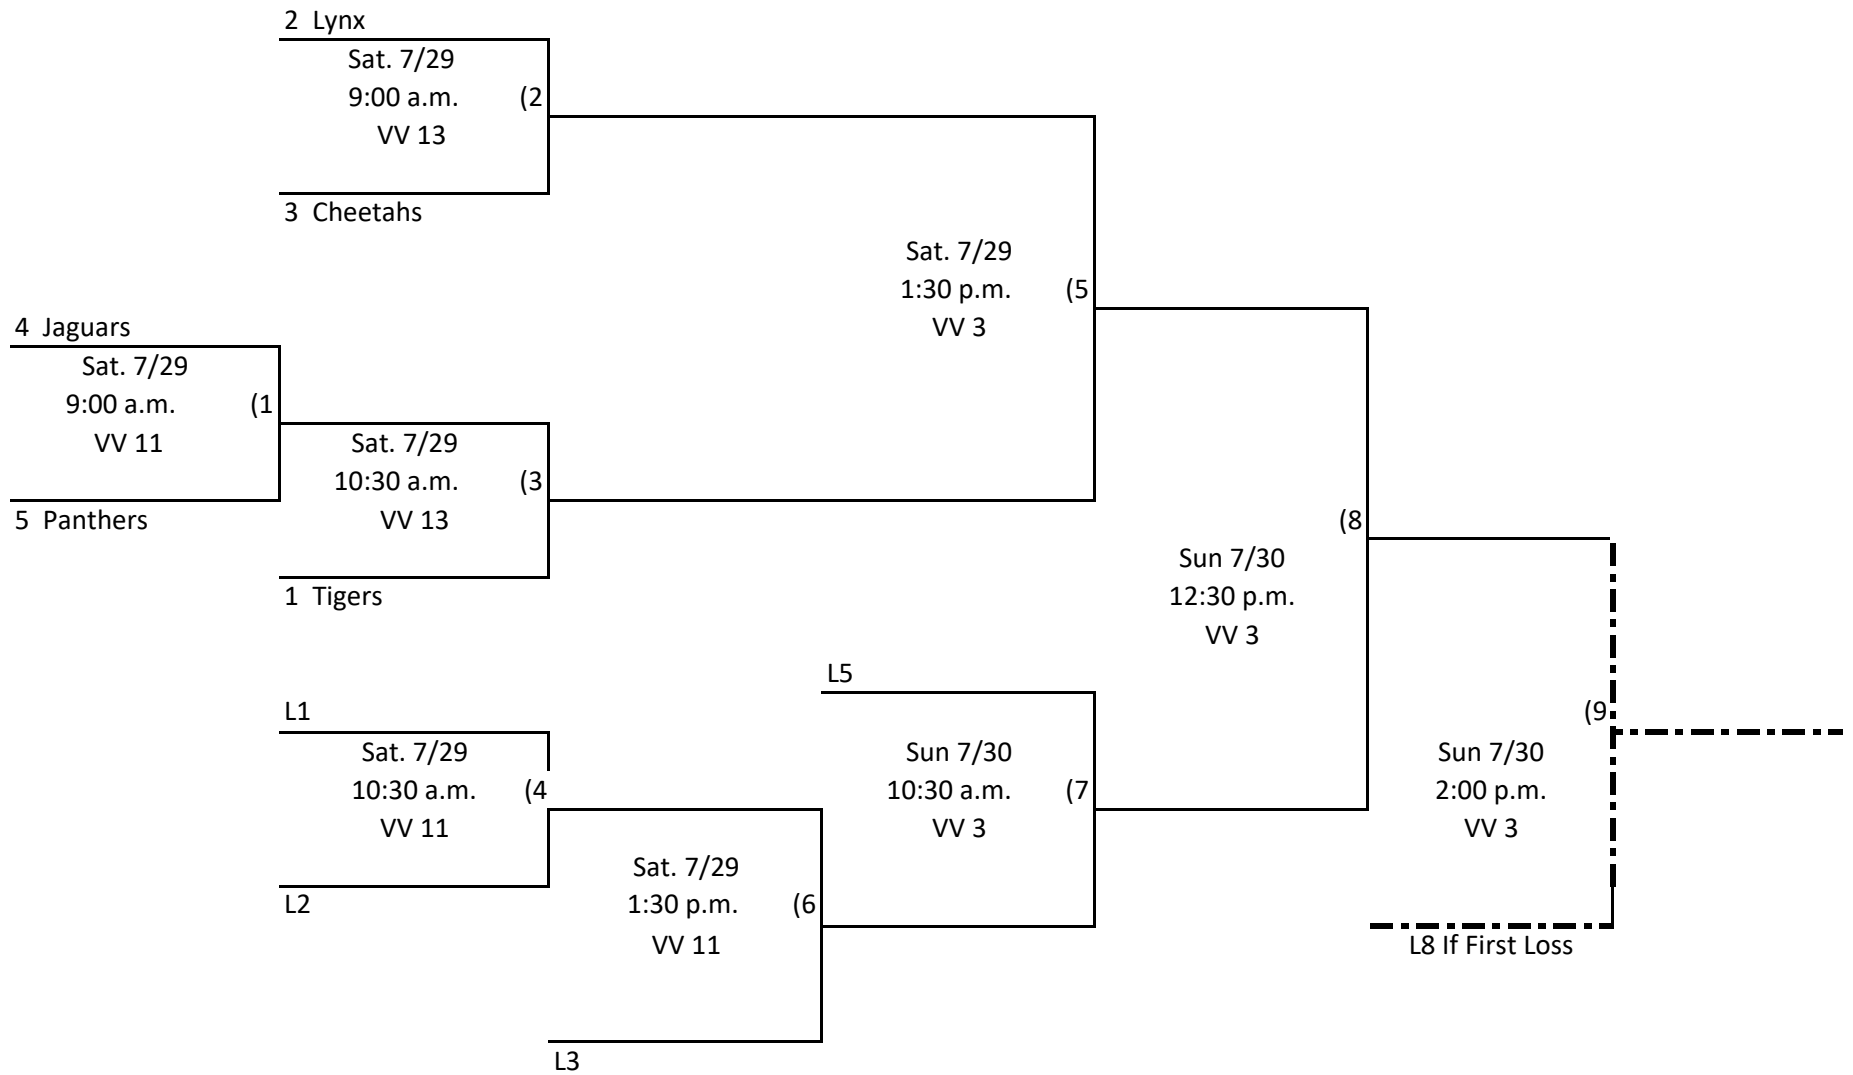 2 Lynx
Sat. 7/29
9:00 a.m. (2
VV 13
3 Cheetahs
Sat. 7/29
1:30 p.m. (5
VV 3
4 Jaguars
Sat. 7/29
9:00 a.m. (1
VV 11
5 Panthers
Sat. 7/29
10:30 a.m. (3
VV 13
1 Tigers
(8
Sun 7/30
12:30 p.m.
VV 3
L1
Sat. 7/29
10:30 a.m. (4
VV 11
L2
L5
Sun 7/30
10:30 a.m. (7
VV 3
Sat. 7/29
1:30 p.m. (6
VV 11
L3
(9
Sun 7/30
2:00 p.m.
VV 3
L8 If First Loss